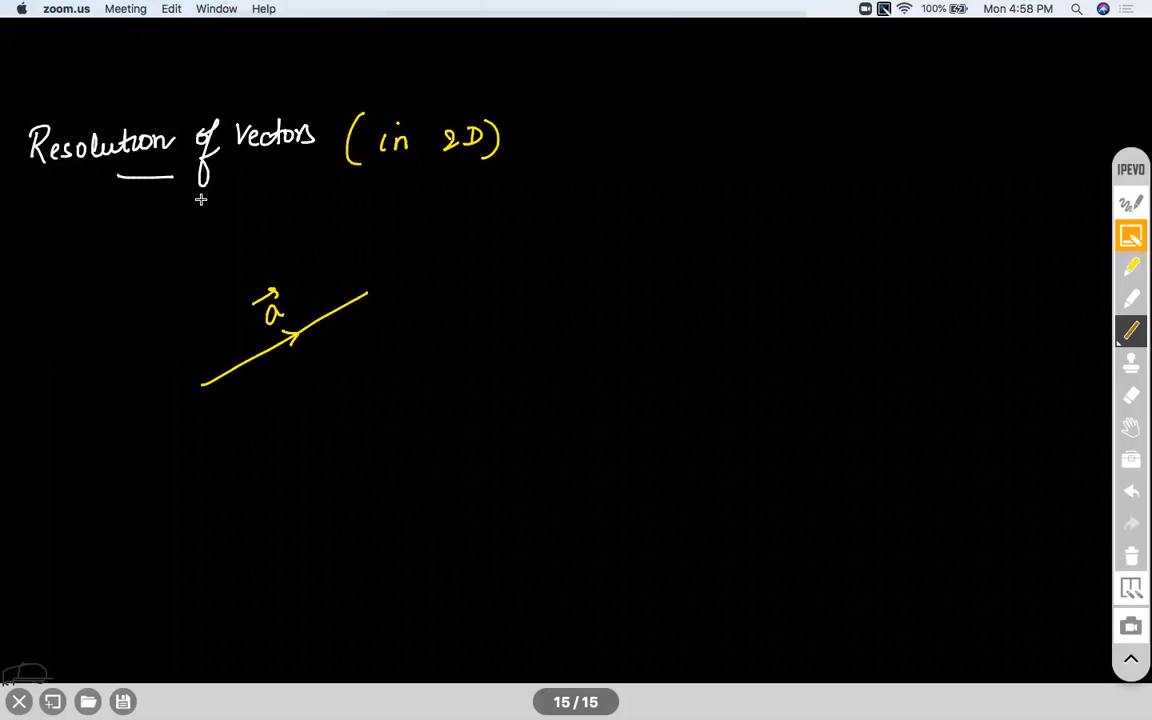 zoom.us Meeting Edit Window Help 100% Mon 4:58 PM
Resolution of vectors (in 2D)
IPEVO
a
15/15